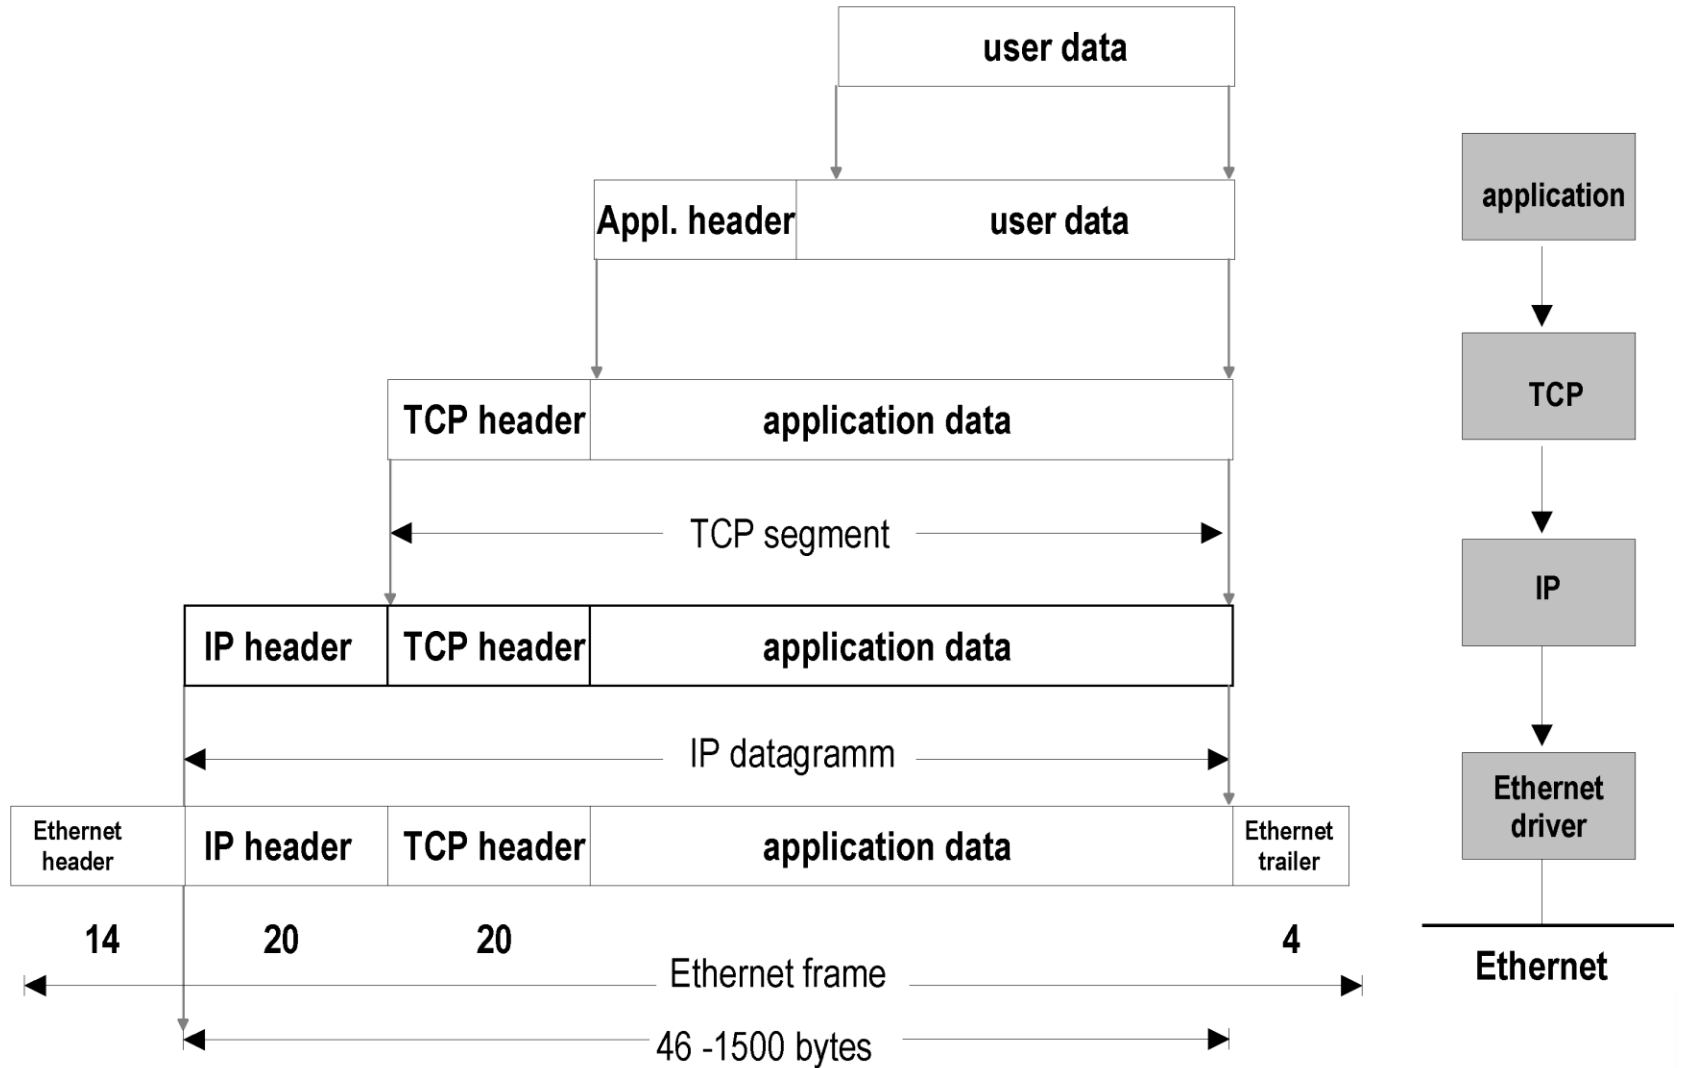 user data
Appl. header user data
application
TCP header application data
TCP
TCP segment
IP
IP header TCP header application data
IP datagramm
Ethernet
driver
Ethernet
header
IP header TCP header application data
Ethernet
trailer
14 20 20 4
Ethernet
Ethernet frame
46 -1500 bytes